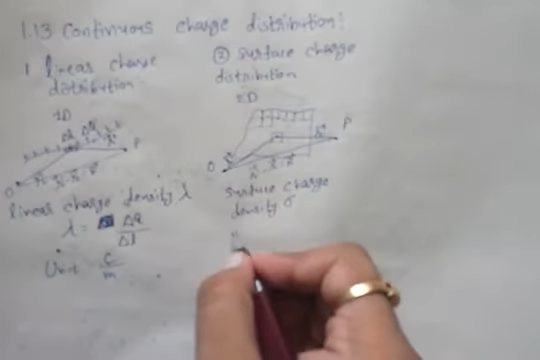 1.13 Continuous charge distribution:
1 linear charge
distribution
1D
ΔQ
P
O
linear charge density λ
λ = ΔQ/Δl
Unit C/m
② surface charge
distribution
2D
P
O
surface charge
density σ